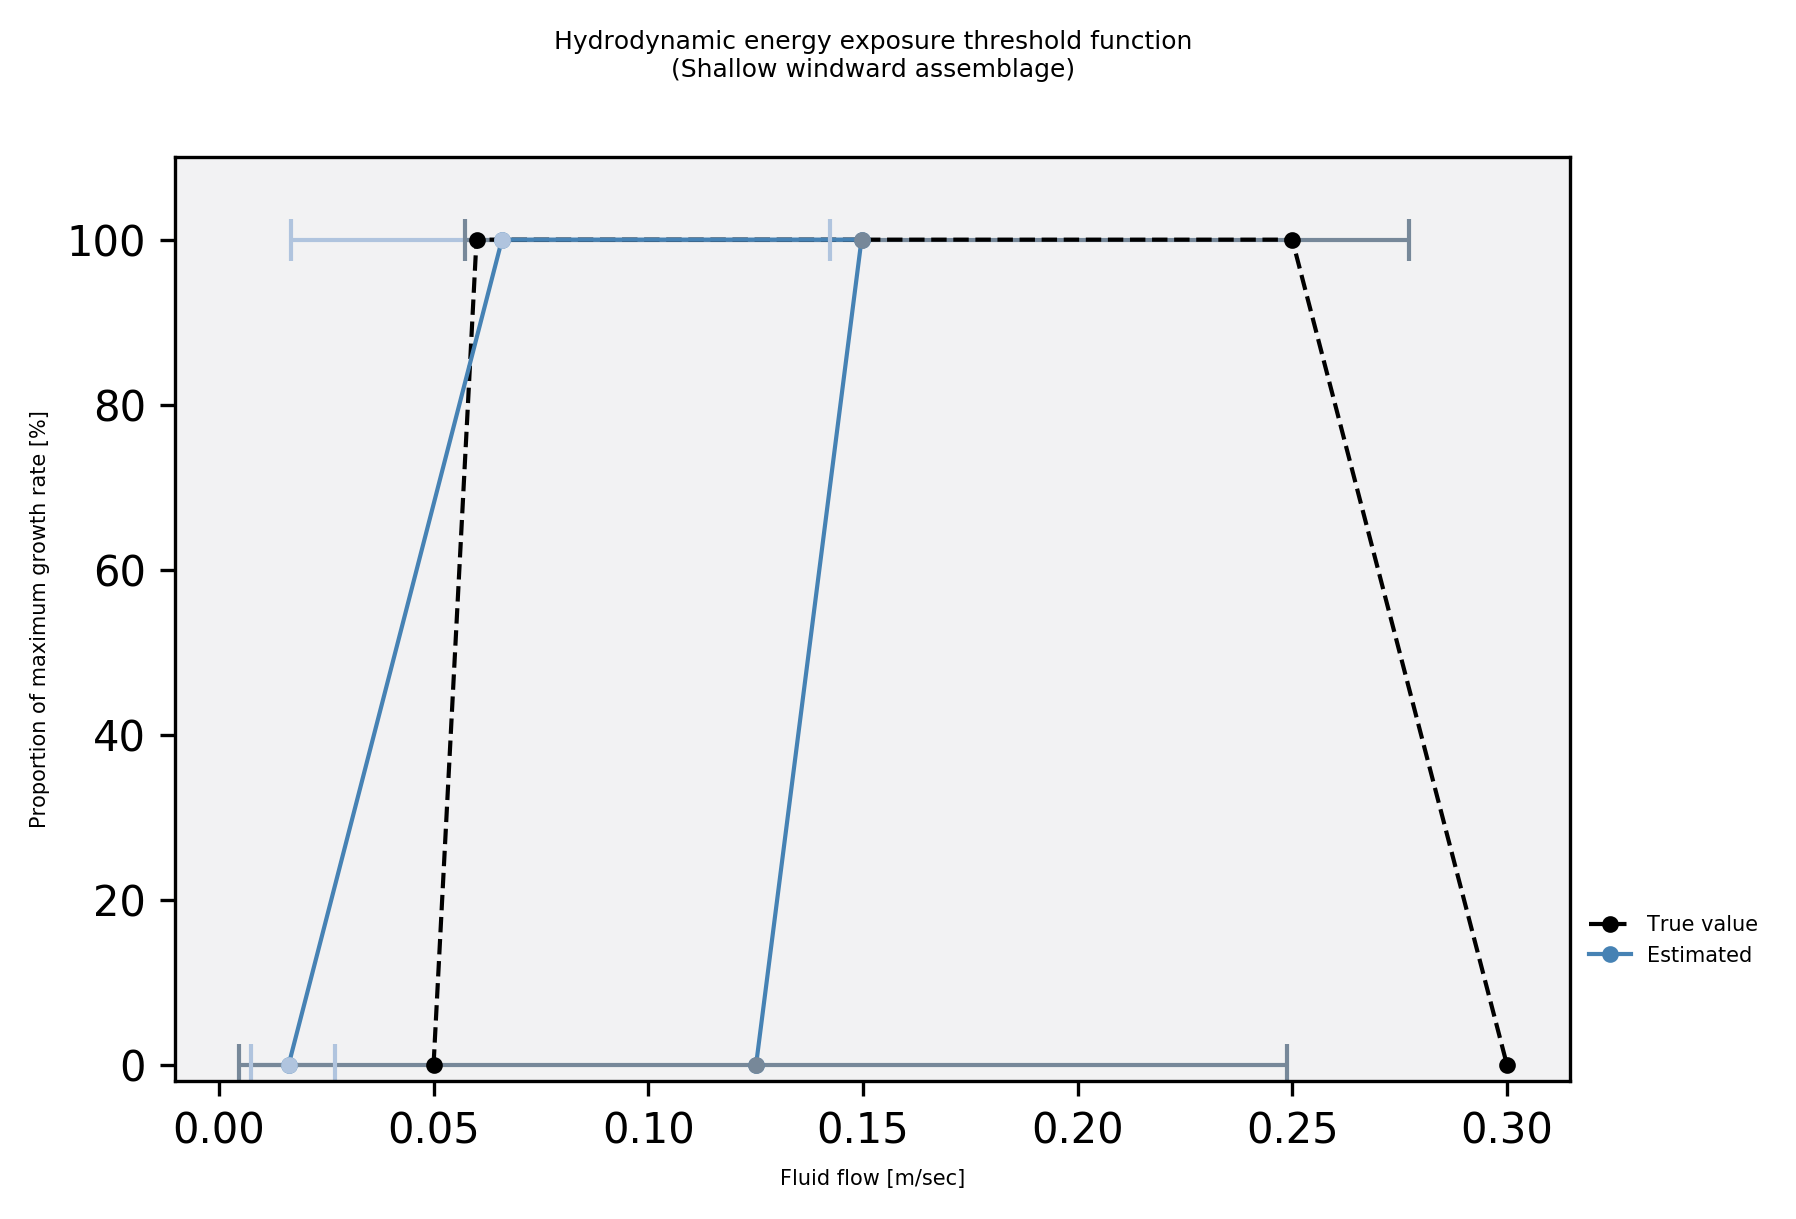 Hydrodynamic energy exposure threshold function
(Shallow windward assemblage)
Proportion of maximum growth rate [%]
100
80
60
40
20
0
0.00
0.05
0.10
0.15
0.20
0.25
0.30
Fluid flow [m/sec]
True value
Estimated